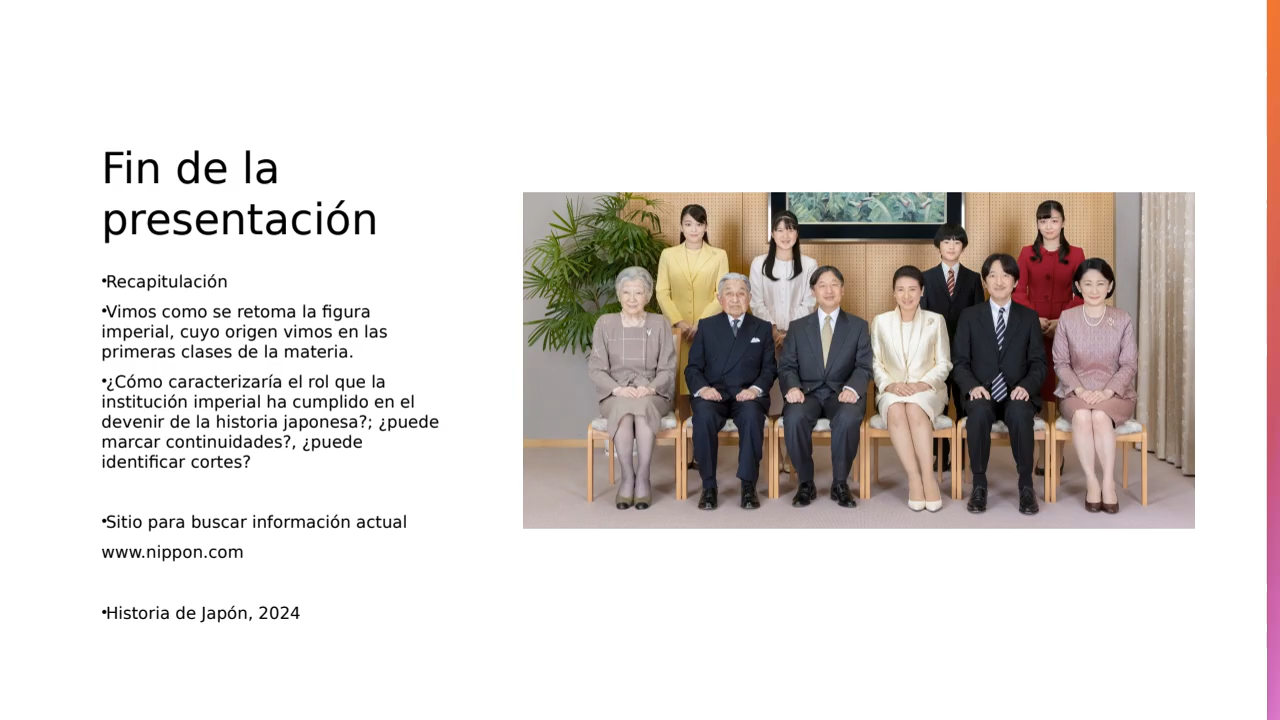 Fin de la
presentación
•Recapitulación
•Vimos como se retoma la figura
imperial, cuyo origen vimos en las
primeras clases de la materia.
•¿Cómo caracterizaría el rol que la
institución imperial ha cumplido en el
devenir de la historia japonesa?; ¿puede
marcar continuidades?, ¿puede
identificar cortes?
•Sitio para buscar información actual
www.nippon.com
•Historia de Japón, 2024